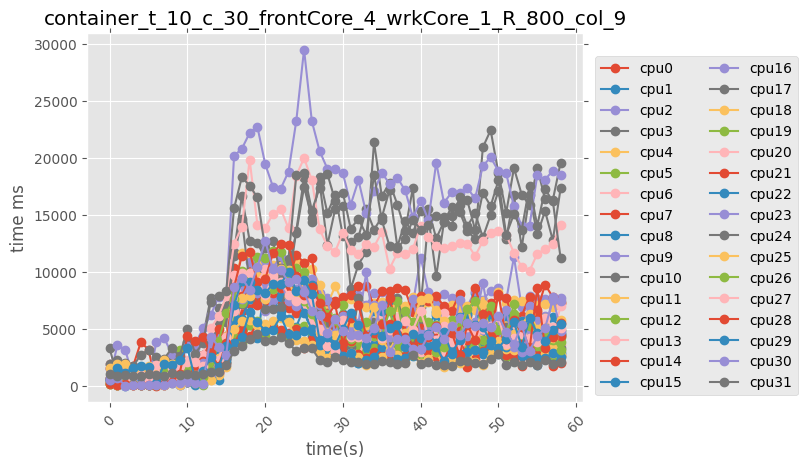 container_t_10_c_30_frontCore_4_wrkCore_1_R_800_col_9
30000
25000
20000
15000
10000
5000
0
time ms
0
10
20
30
40
50
60
time(s)
cpu0
cpu1
cpu2
cpu3
cpu4
cpu5
cpu6
cpu7
cpu8
cpu9
cpu10
cpu11
cpu12
cpu13
cpu14
cpu15
cpu16
cpu17
cpu18
cpu19
cpu20
cpu21
cpu22
cpu23
cpu24
cpu25
cpu26
cpu27
cpu28
cpu29
cpu30
cpu31